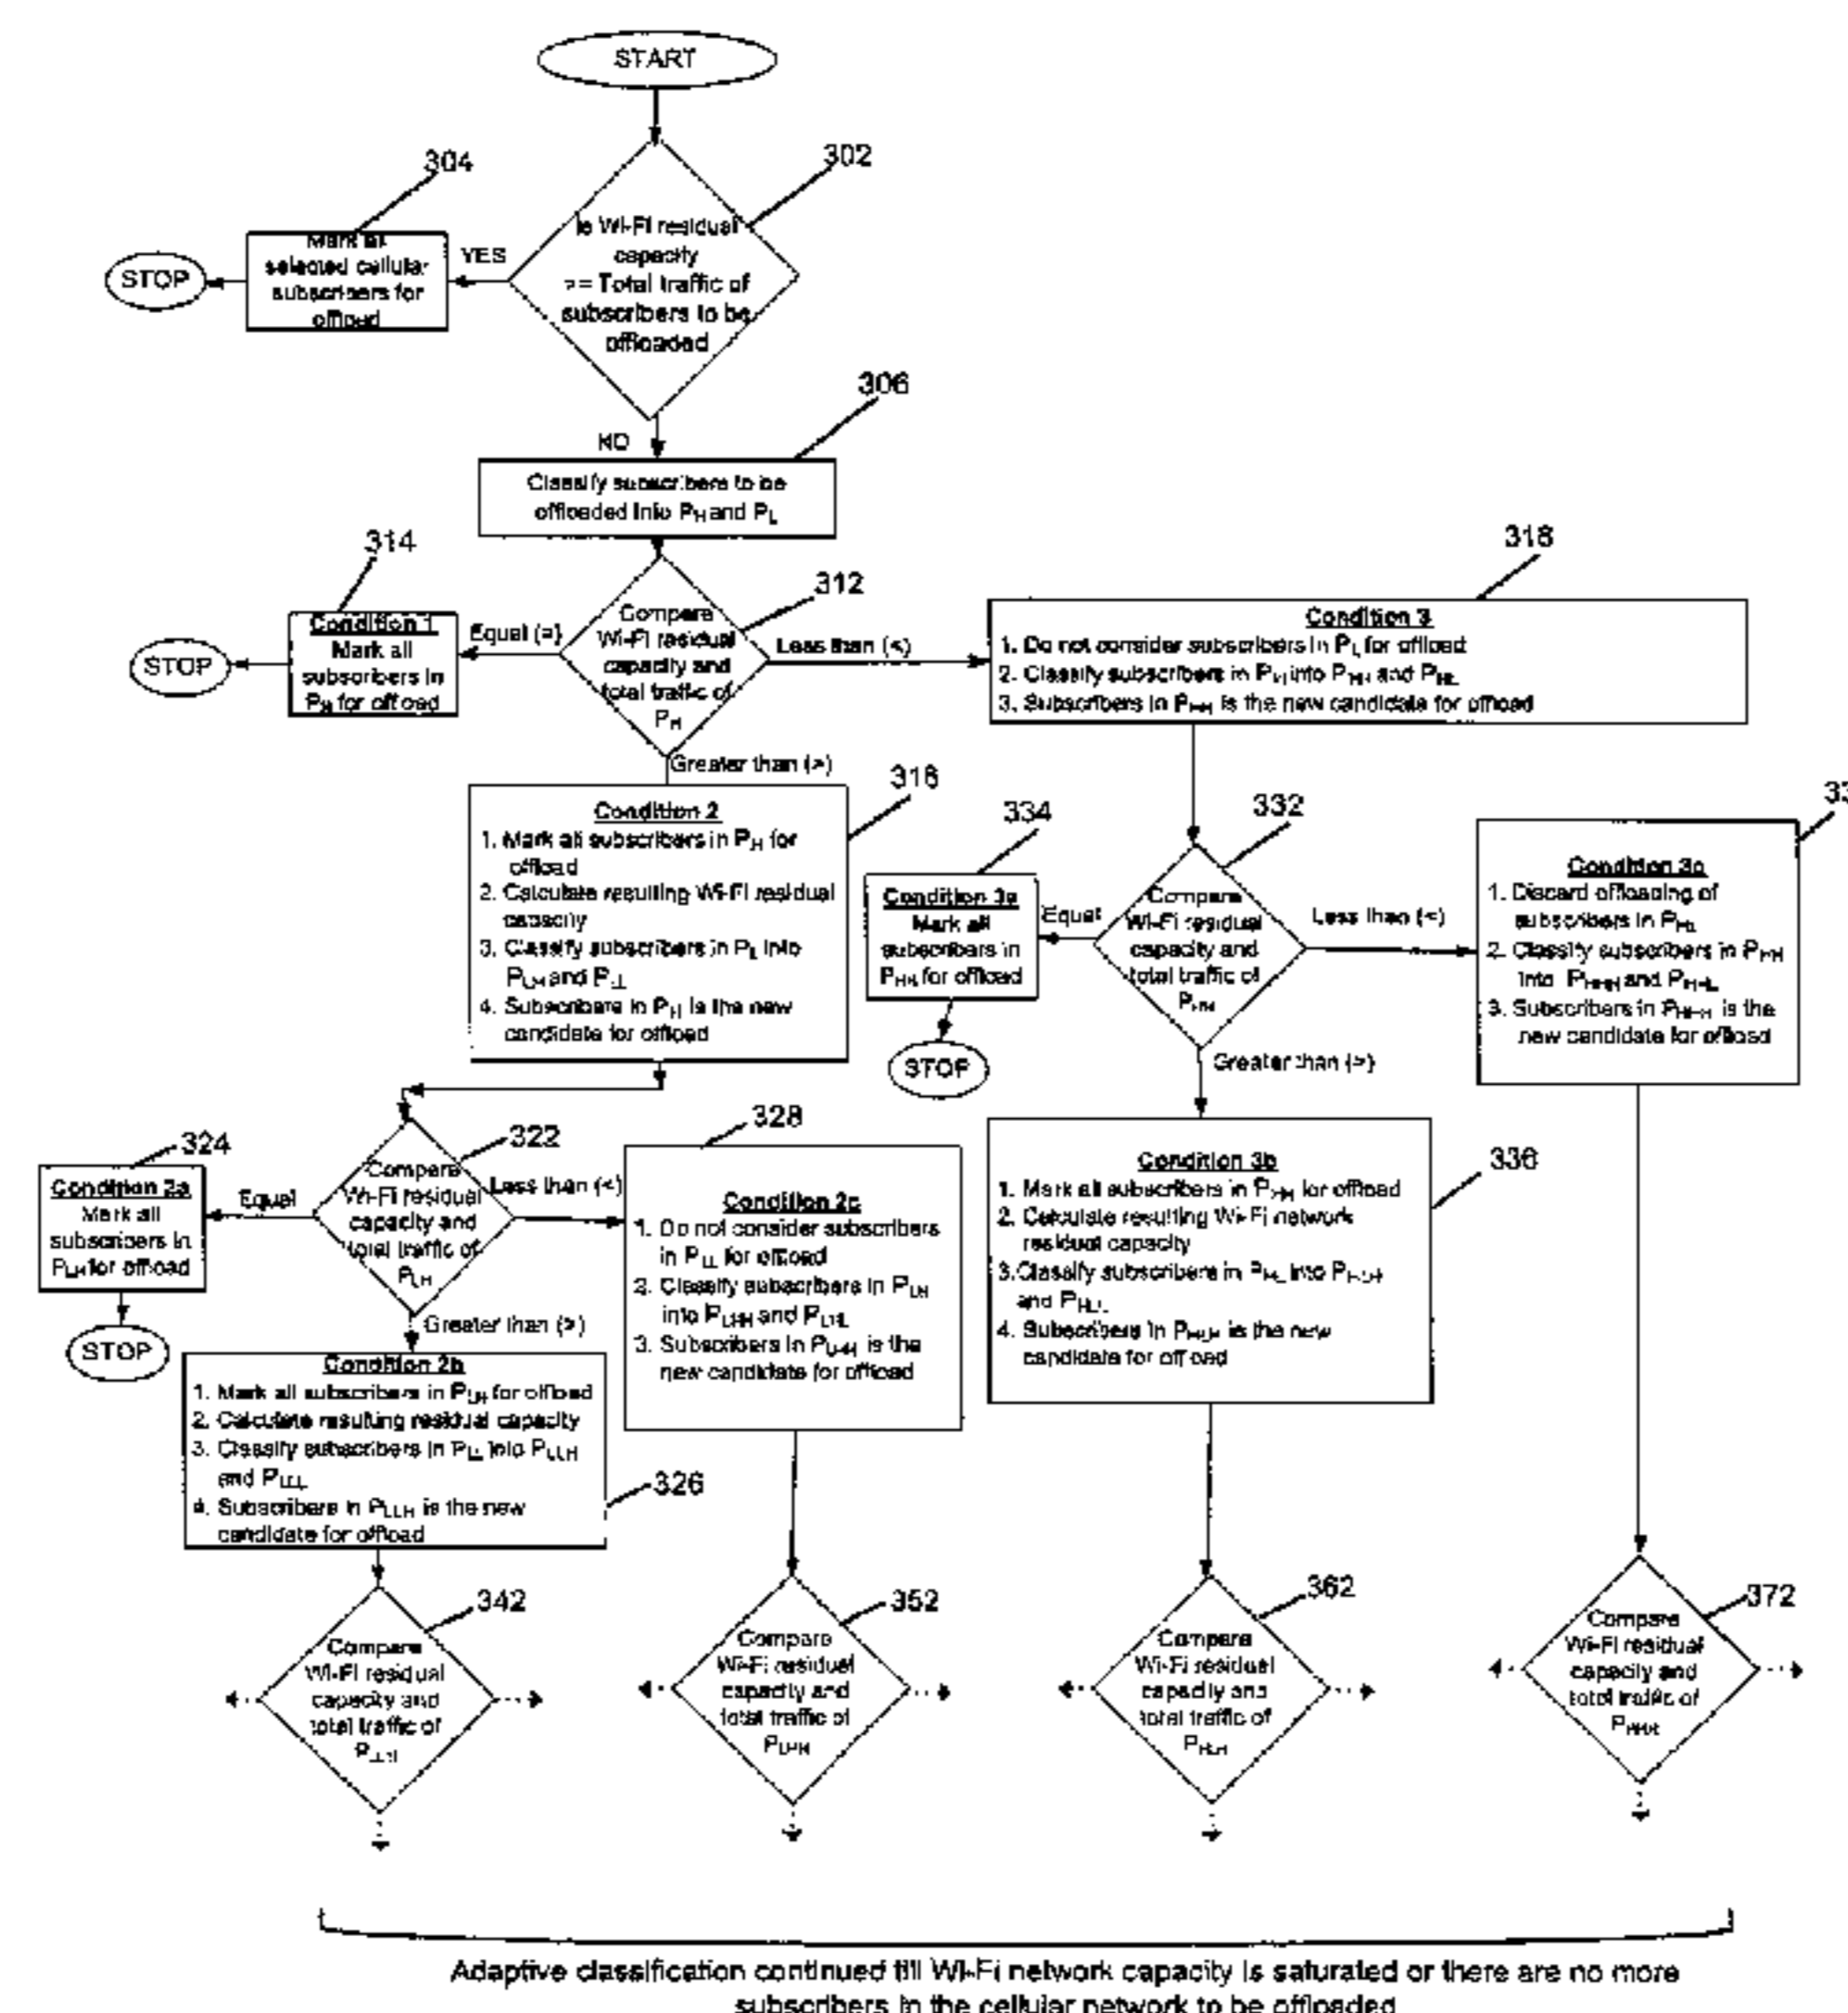 START
302
304
Is Wi-Fi residual
capacity
>= Total traffic of
subscribers to be
offloaded
YES
Mark all
selected cellular
subscribers for
offload
STOP
306
NO
Classify subscribers to be
offloaded into PH and PL
314
312
318
Compare
Wi-Fi residual
capacity and
total traffic of
PH
Equal (=)
Condition 1
Mark all
subscribers in
PH for offload
STOP
Less than (<)
Condition 3
1. Do not consider subscribers in PL for offload
2. Classify subscribers in PH into PHH and PHL
3. Subscribers in PHH is the new candidate for offload
Greater than (>)
316
Condition 2
1. Mark all subscribers in PH for
offload
2. Calculate resulting Wi-Fi residual
capacity
3. Classify subscribers in PL into
PLH and PLL
4. Subscribers in is the new
candidate for offload
334
332
33
Compare
Wi-Fi residual
capacity and
total traffic of
PHH
Equal
Condition 3a
Mark all
subscribers in
PHH for offload
STOP
Less than (<)
Condition 3c
1. Discard offloading of
subscribers in PHL
2. Classify subscribers in PHH
into PHHH and PHHL
3. Subscribers in PHHH is the
new candidate for offload
Greater than (>)
324
322
328
336
Compare
Wi-Fi residual
capacity and
total traffic of
PLH
Equal
Condition 2a
Mark all
subscribers in
PLH for offload
STOP
Less than (<)
Condition 2c
1. Do not consider subscribers
in PLL for offload
2. Classify subscribers in PLH
into PLHH and PLHL
3. Subscribers in PLHH is the
new candidate for offload
Condition 3b
1. Mark all subscribers in PHH for offload
2. Calculate resulting Wi-Fi network
residual capacity
3.Classify subscribers in PHL into PHLH
and PHLL
4. Subscribers in PHLH is the new
candidate for offload
Greater than (>)
Condition 2b
1. Mark all subscribers in PLH for offload
2. Calculate resulting residual capacity
3. Classify subscribers in PLL into PLLH
and PLLL
4. Subscribers in PLLH is the new
candidate for offload
326
342
Compare
Wi-Fi residual
capacity and
total traffic of
PLLH
352
Compare
Wi-Fi residual
capacity and
total traffic of
PLHH
362
Compare
Wi-Fi residual
capacity and
total traffic of
PHLH
372
Compare
Wi-Fi residual
capacity and
total traffic of
PHHH
Adaptive classification continued till Wi-Fi network capacity is saturated or there are no more
subscribers in the cellular network to be offloaded